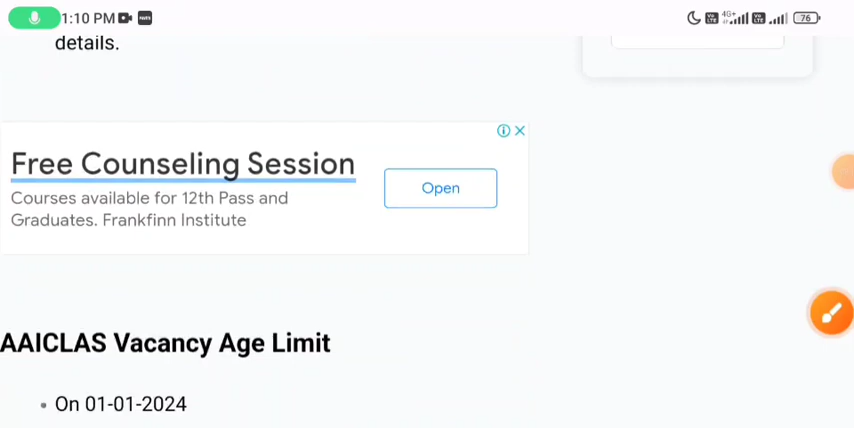 1:10 PM
4G+
76
details.
Free Counseling Session
Courses available for 12th Pass and
Graduates. Frankfinn Institute
Open
AAICLAS Vacancy Age Limit
On 01-01-2024